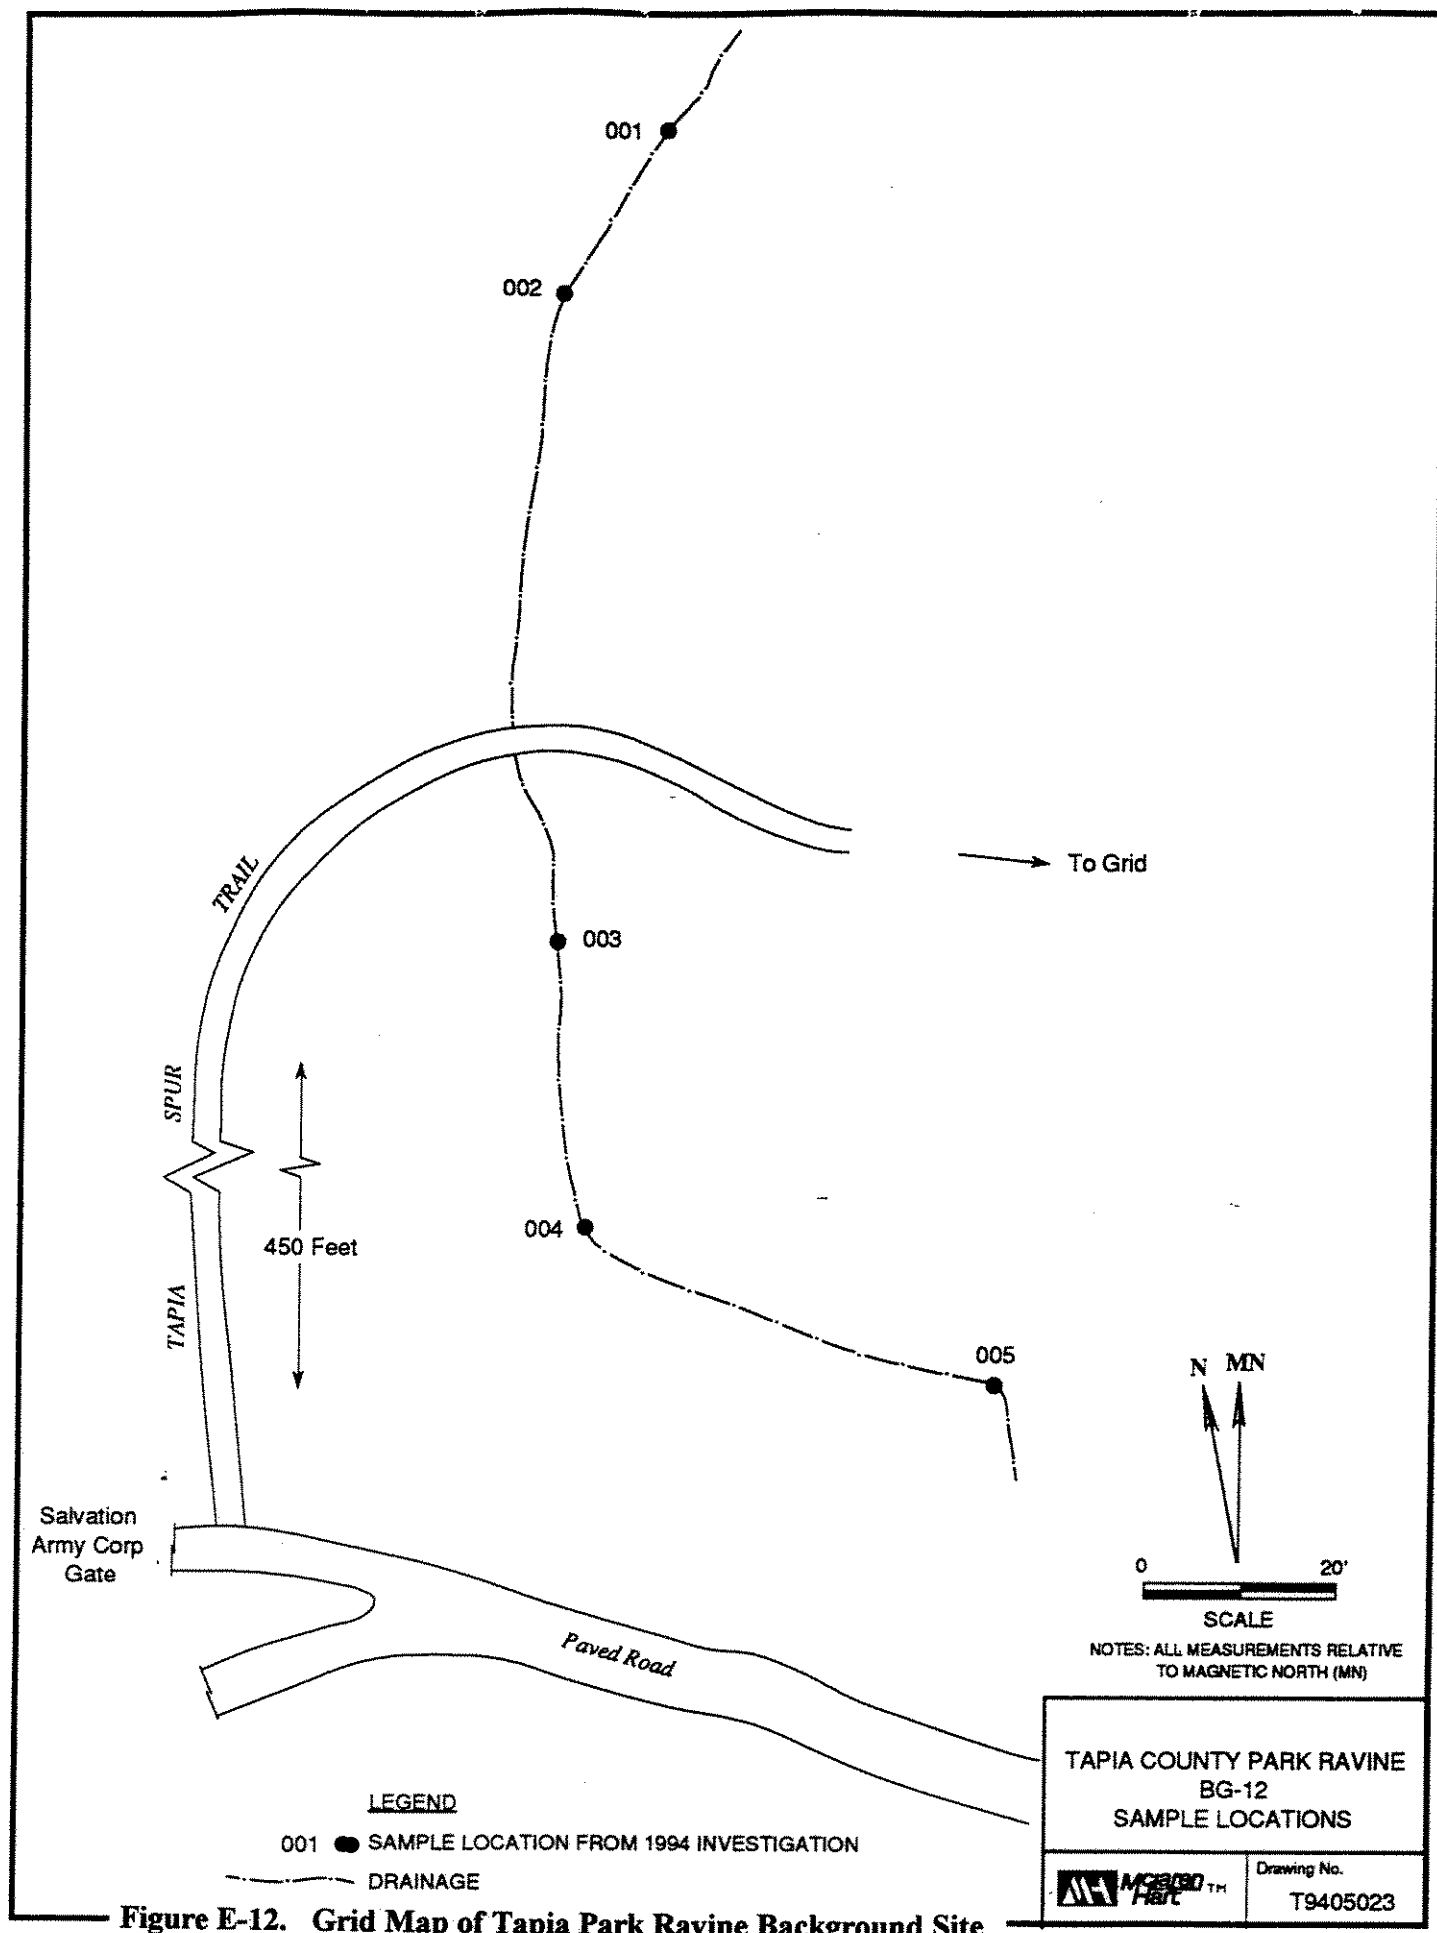 001
002
TRAIL
To Grid
003
SPUR
004
450 Feet
TAPIA
005
N MN
Salvation
Army Corp
Gate
0 20'
SCALE
NOTES: ALL MEASUREMENTS RELATIVE
TO MAGNETIC NORTH (MN)
Paved Road
TAPIA COUNTY PARK RAVINE
BG-12
SAMPLE LOCATIONS
LEGEND
001 SAMPLE LOCATION FROM 1994 INVESTIGATION
DRAINAGE
Hart TM
Drawing No.
T9405023
Figure E-12. Grid Map of Tapia Park Ravine Background Site